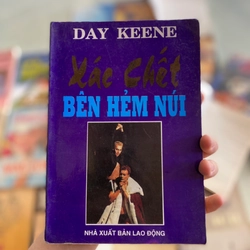 DAY KEENE
Xác Chết
BÊN HẺM NÚI
NHÀ XUẤT BẢN LAO ĐỘNG